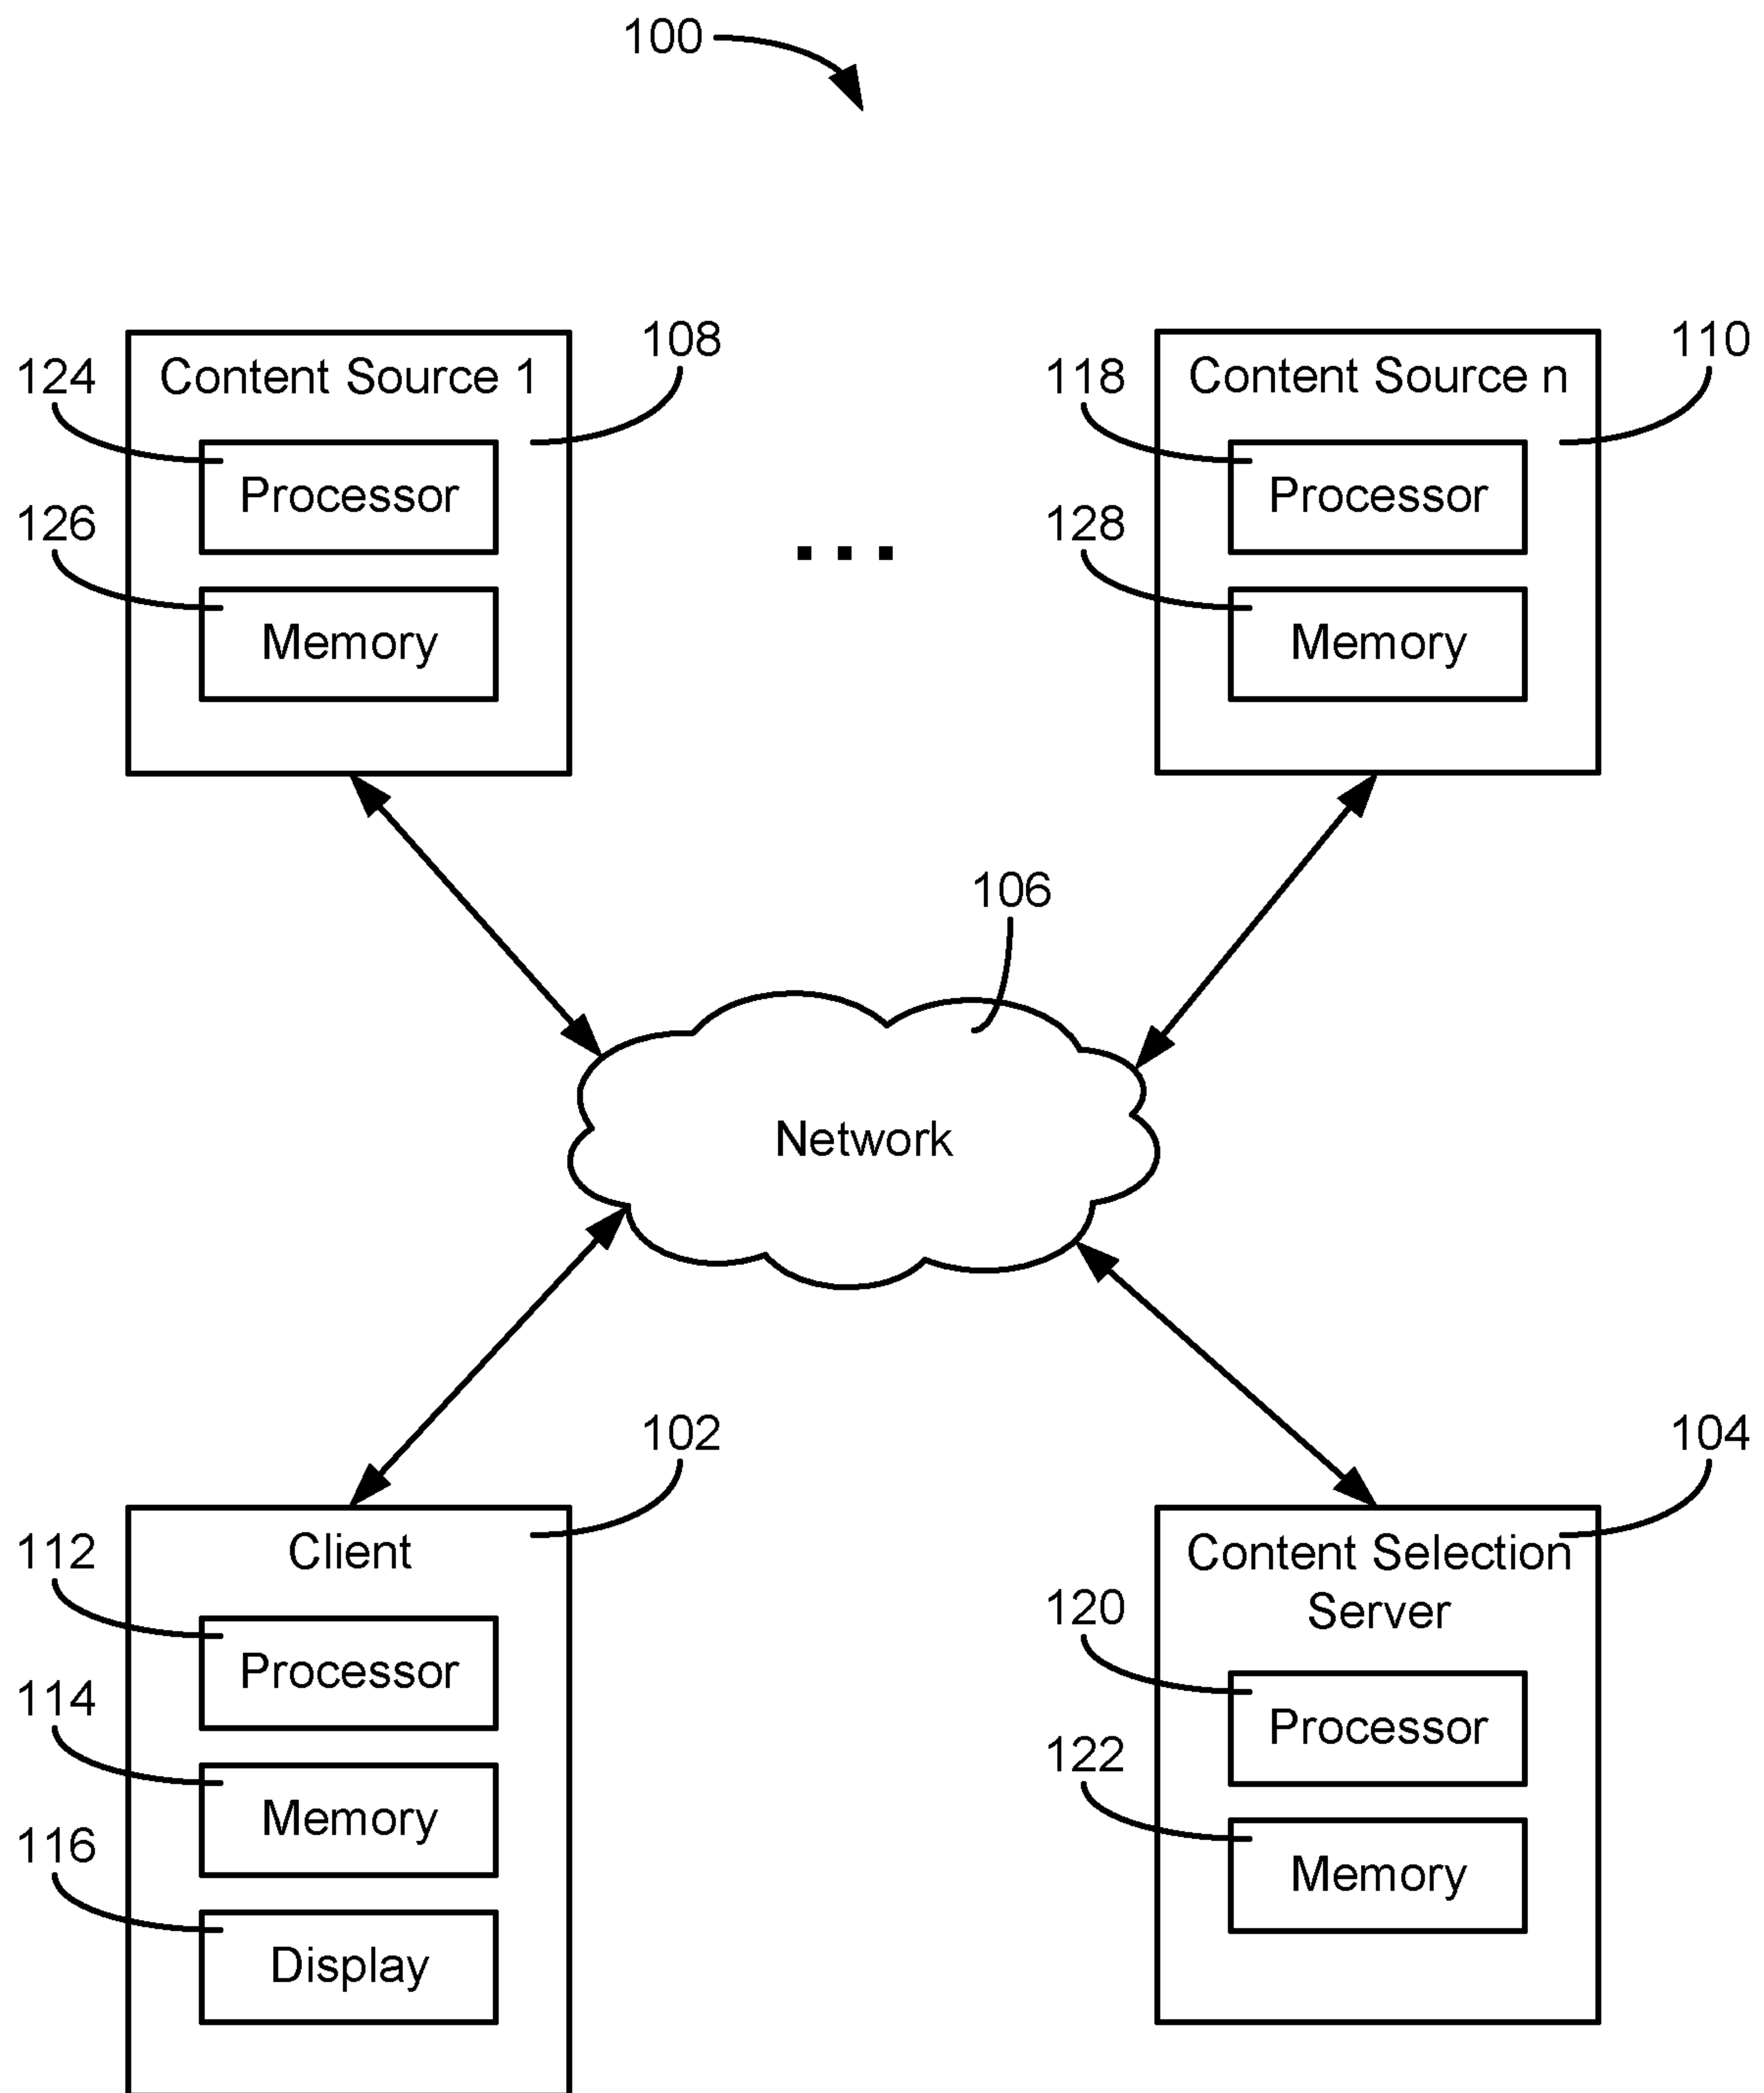 100
108
110
124
Content Source 1
118
Content Source n
Processor
Processor
126
128
Memory
Memory
...
106
Network
102
104
112
Client
Content Selection
Server
120
Processor
Processor
114
122
Memory
Memory
116
Display